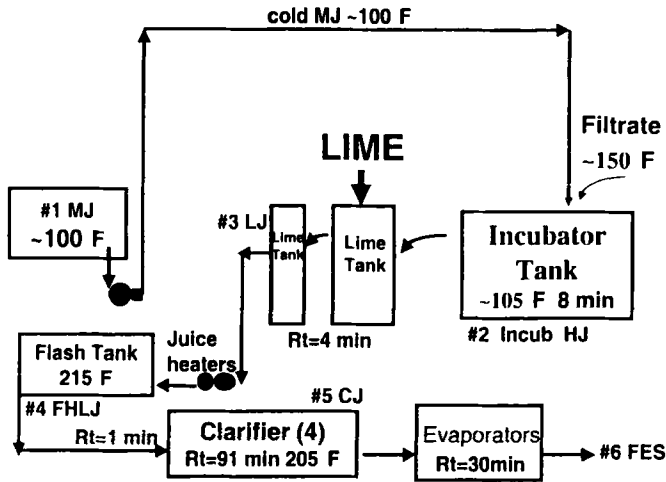 cold MJ ~100 F
Filtrate
~150 F
LIME
#1 MJ
~100 F
#3 LJ
Lime
Tank
Lime
Tank
Incubator
Tank
~105 F 8 min
#2 Incub HJ
Rt=4 min
Juice
heaters
Flash Tank
215 F
#4 FHLJ
Rt=1 min
#5 CJ
Clarifier (4)
Rt=91 min 205 F
Evaporators
Rt=30min
#6 FES